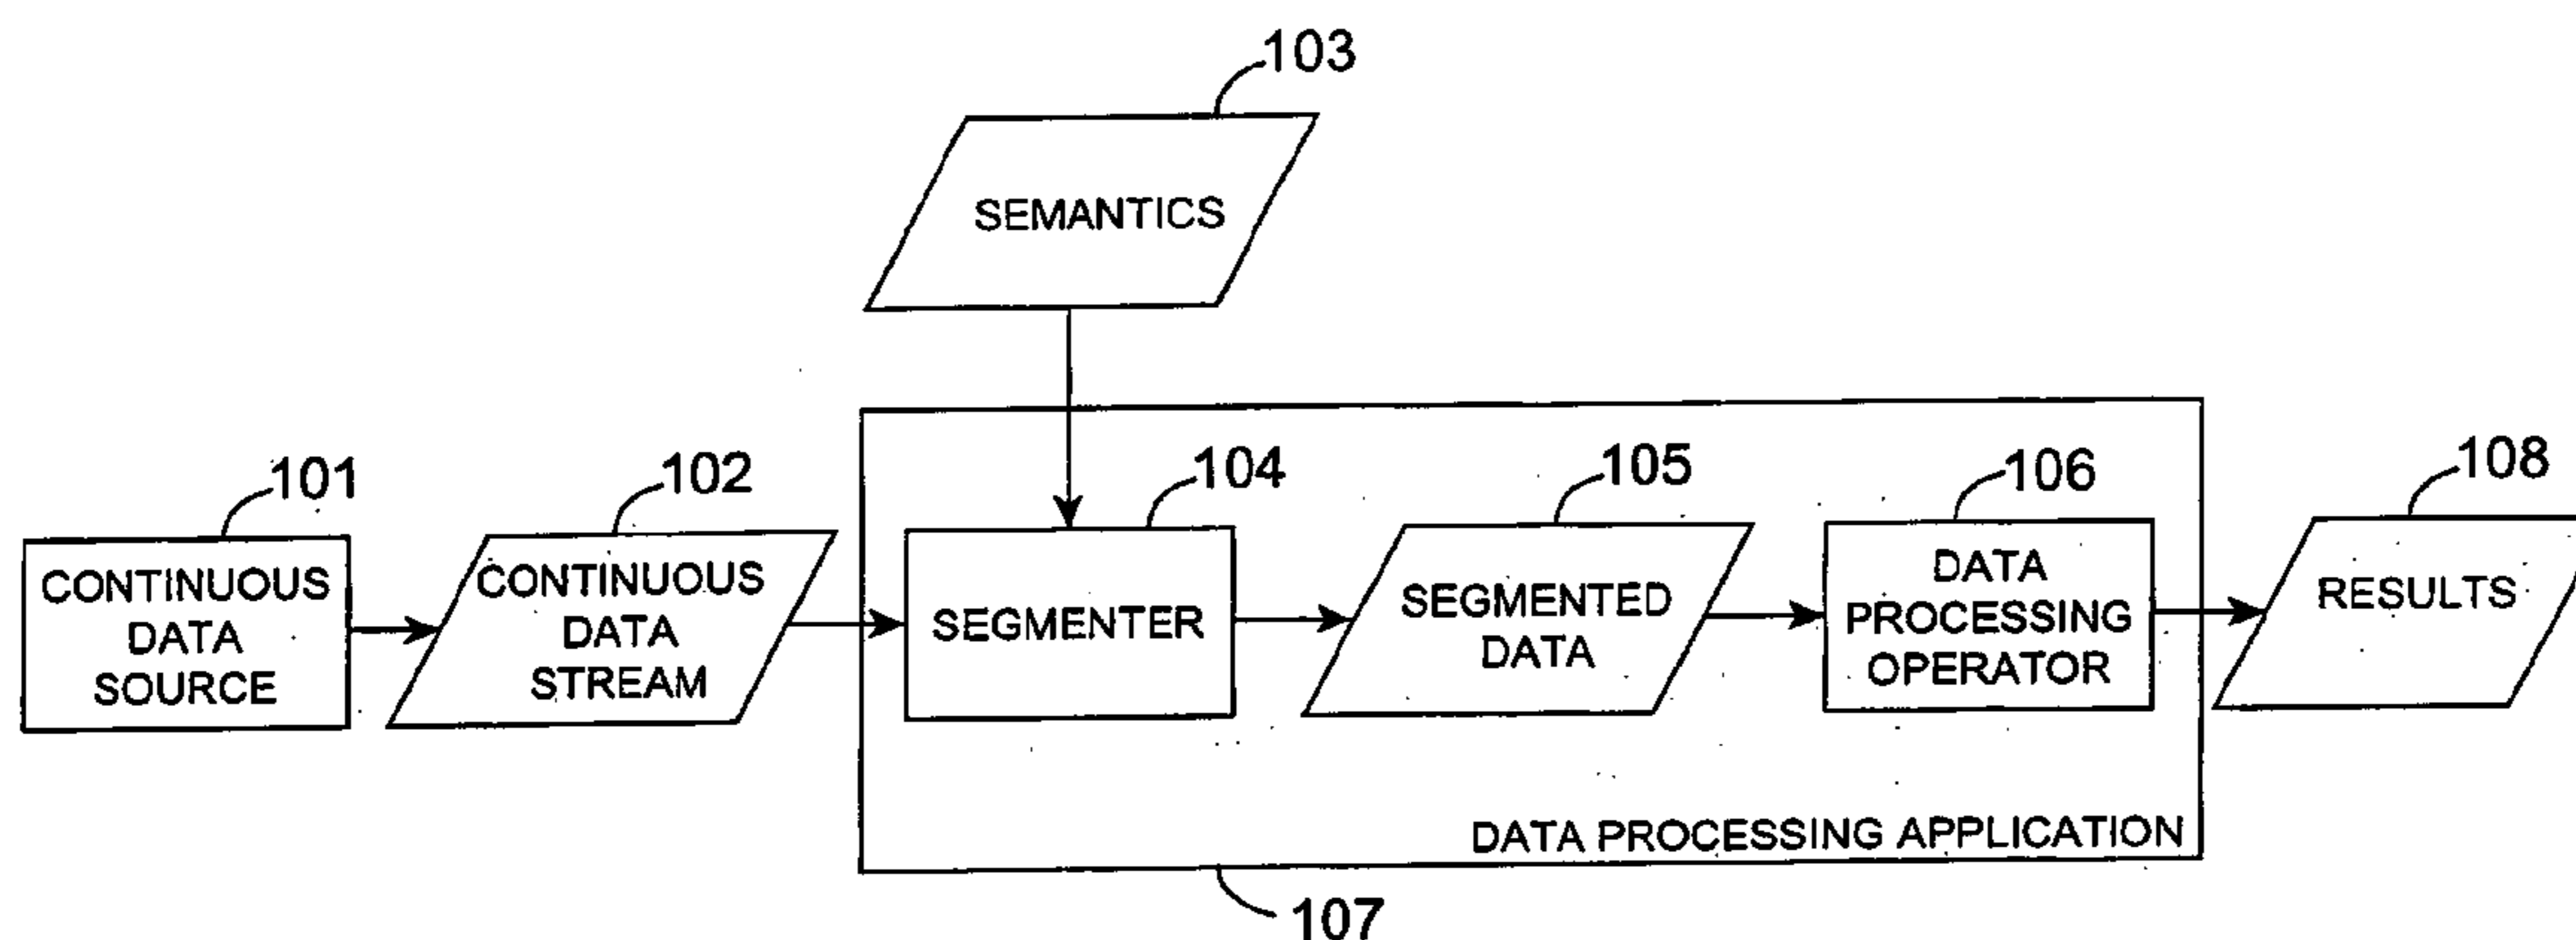 103
SEMANTICS
101
102
104
105
106
108
CONTINUOUS
DATA
SOURCE
CONTINUOUS
DATA
STREAM
SEGMENTER
SEGMENTED
DATA
DATA
PROCESSING
OPERATOR
RESULTS
DATA PROCESSING APPLICATION
107